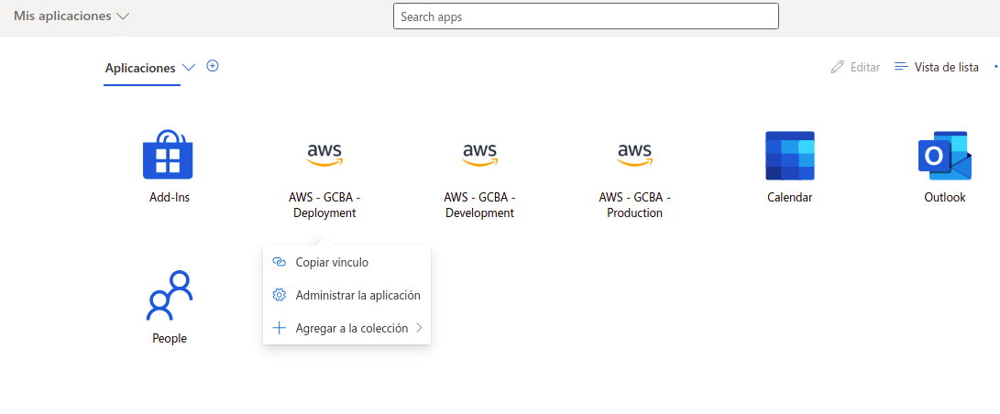 Mis aplicaciones
Search apps
Aplicaciones
Editar
Vista de lista
Add-Ins
aws
AWS - GCBA -
Deployment
aws
AWS - GCBA -
Development
aws
AWS - GCBA -
Production
Calendar
O
Outlook
Copiar vínculo
Administrar la aplicación
Agregar a la colección
People